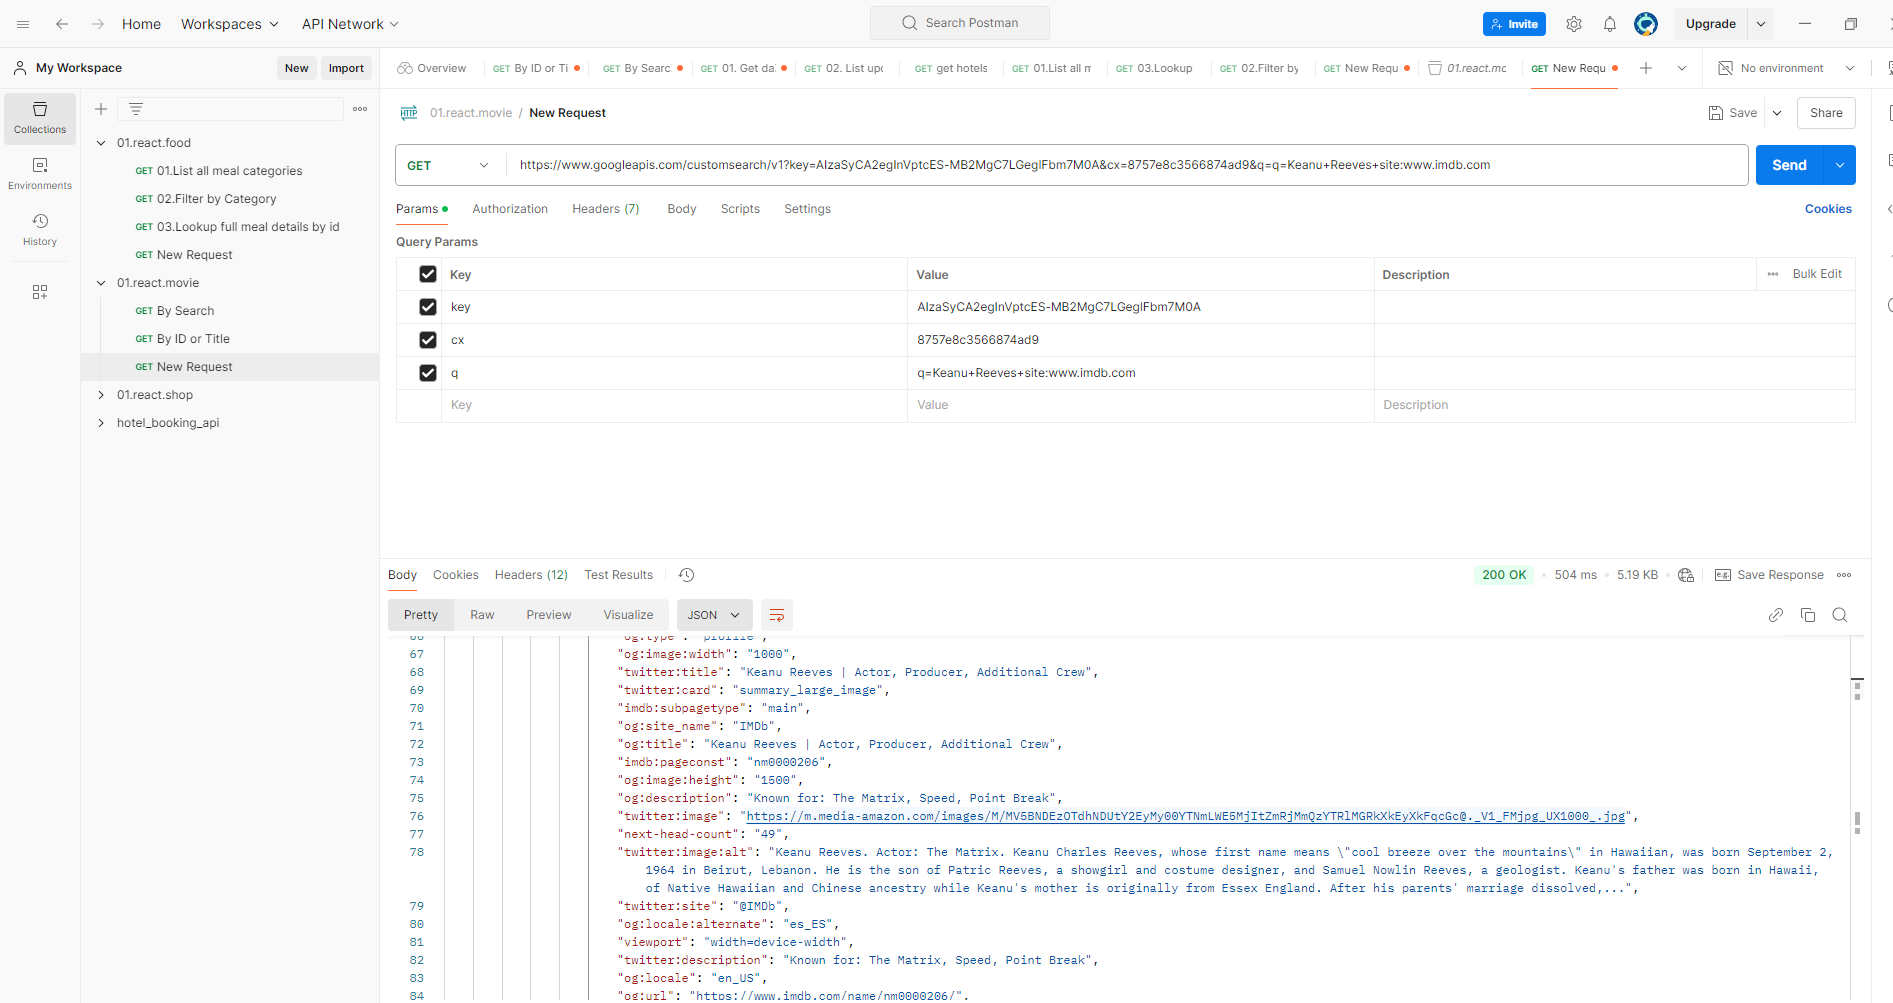 Home Workspaces API Network Search Postman Invite Upgrade
My Workspace New Import Overview GET By ID or Ti GET By Searc GET 01. Get da GET 02. List upc GET get hotels GET 01.List all m GET 03.Lookup GET 02.Filter by GET New Requ 01.react.mc GET New Requ No environment
Collections
Environments
History
01.react.food
GET 01.List all meal categories
GET 02.Filter by Category
GET 03.Lookup full meal details by id
GET New Request
01.react.movie
GET By Search
GET By ID or Title
GET New Request
01.react.shop
hotel_booking_api
HTTP 01.react.movie / New Request Save Share
GET https://www.googleapis.com/customsearch/v1?key=AIzaSyCA2egInVptcES-MB2MgC7LGegIFbm7M0A&cx=8757e8c3566874ad9&q=q=Keanu+Reeves+site:www.imdb.com Send
Params Authorization Headers (7) Body Scripts Settings Cookies
Query Params
Key Value Description Bulk Edit
key AIzaSyCA2egInVptcES-MB2MgC7LGegIFbm7M0A
cx 8757e8c3566874ad9
q q=Keanu+Reeves+site:www.imdb.com
Key Value Description
Body Cookies Headers (12) Test Results 200 OK 504 ms 5.19 KB e.g. Save Response
Pretty Raw Preview Visualize JSON
66 "og:type": "profile",
67 "og:image:width": "1000",
68 "twitter:title": "Keanu Reeves | Actor, Producer, Additional Crew",
69 "twitter:card": "summary_large_image",
70 "imdb:subpagetype": "main",
71 "og:site_name": "IMDb",
72 "og:title": "Keanu Reeves | Actor, Producer, Additional Crew",
73 "imdb:pageconst": "nm0000206",
74 "og:image:height": "1500",
75 "og:description": "Known for: The Matrix, Speed, Point Break",
76 "twitter:image": "https://m.media-amazon.com/images/M/MV5BNDEzOTdhNDUtY2EyMy00YTNmLWE5MjItZmRjMmQzYTRlMGRkXkEyXkFqcGc@._V1_FMjpg_UX1000_.jpg",
77 "next-head-count": "49",
78 "twitter:image:alt": "Keanu Reeves. Actor: The Matrix. Keanu Charles Reeves, whose first name means \"cool breeze over the mountains\" in Hawaiian, was born September 2,
1964 in Beirut, Lebanon. He is the son of Patric Reeves, a showgirl and costume designer, and Samuel Nowlin Reeves, a geologist. Keanu's father was born in Hawaii,
of Native Hawaiian and Chinese ancestry while Keanu's mother is originally from Essex England. After his parents' marriage dissolved,...",
79 "twitter:site": "@IMDb",
80 "og:locale:alternate": "es_ES",
81 "viewport": "width=device-width",
82 "twitter:description": "Known for: The Matrix, Speed, Point Break",
83 "og:locale": "en_US",
84 "og:url": "https://www.imdb.com/name/nm0000206/",